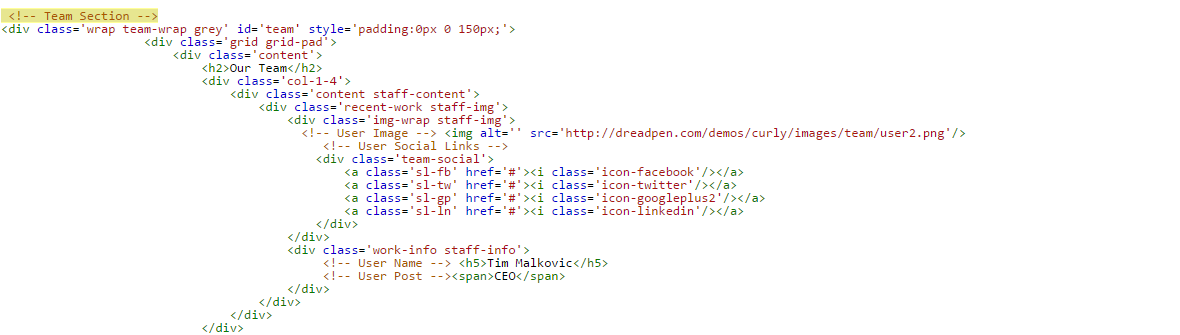 <!-- Team Section -->
<div class='wrap team-wrap grey' id='team' style='padding:0px 0 150px;'>
<div class='grid grid-pad'>
<div class='content'>
<h2>Our Team</h2>
<div class='col-1-4'>
<div class='content staff-content'>
<div class='recent-work staff-img'>
<div class='img-wrap staff-img'>
<!-- User Image --> <img alt='' src='http://dreadpen.com/demos/curly/images/team/user2.png'/>
<!-- User Social Links -->
<div class='team-social'>
<a class='sl-fb' href='#'><i class='icon-facebook'/></a>
<a class='sl-tw' href='#'><i class='icon-twitter'/></a>
<a class='sl-gp' href='#'><i class='icon-googleplus2'/></a>
<a class='sl-ln' href='#'><i class='icon-linkedin'/></a>
</div>
</div>
<div class='work-info staff-info'>
<!-- User Name --> <h5>Tim Malkovic</h5>
<!-- User Post --><span>CEO</span>
</div>
</div>
</div>
</div>